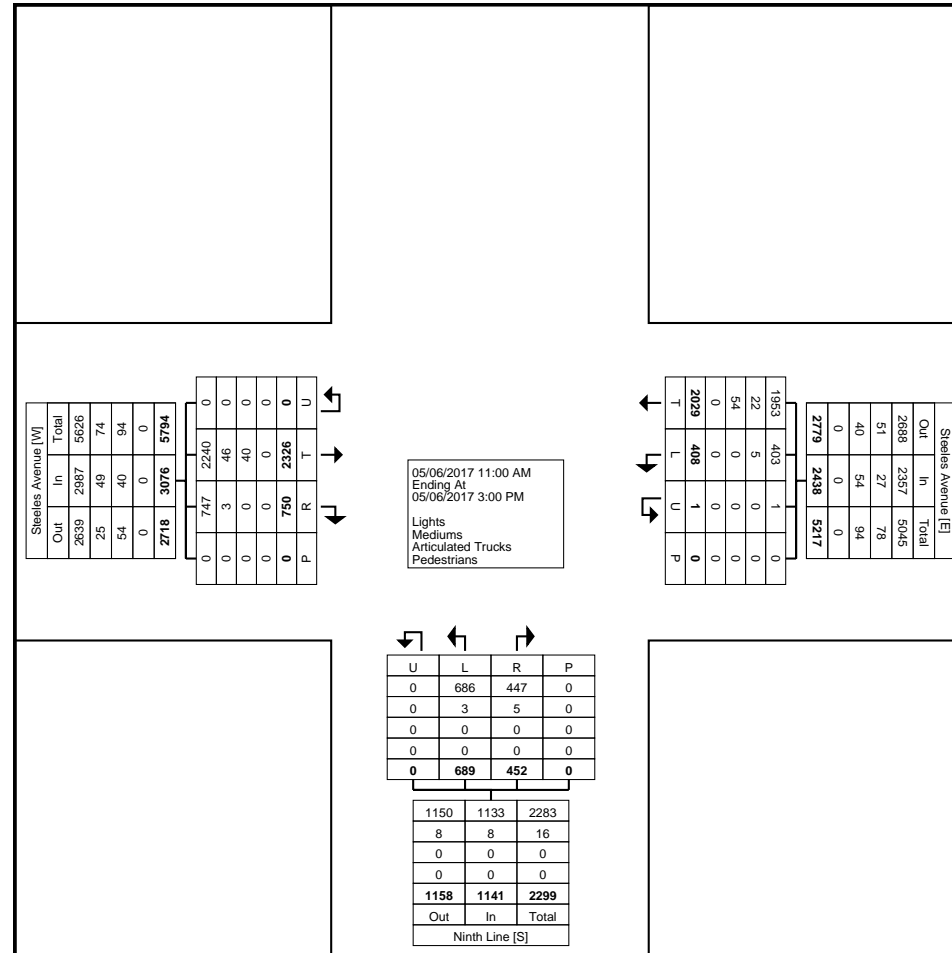 Steeles Avenue [W]
Out In Total
2639 2987 5626
25 49 74
54 40 94
0 0 0
2718 3076 5794
0 747 2240 0
0 3 46 0
0 0 40 0
0 0 0 0
0 750 2326 0
P R T U
05/06/2017 11:00 AM
Ending At
05/06/2017 3:00 PM
Lights
Mediums
Articulated Trucks
Pedestrians
Steeles Avenue [E]
Out In Total
2688 2357 5045
51 27 78
40 54 94
0 0 0
2779 2438 5217
1953 403 1 0
22 5 0 0
54 0 0 0
0 0 0 0
2029 408 1 0
T L U P
U L R P
0 686 447 0
0 3 5 0
0 0 0 0
0 0 0 0
0 689 452 0
1150 1133 2283
8 8 16
0 0 0
0 0 0
1158 1141 2299
Out In Total
Ninth Line [S]